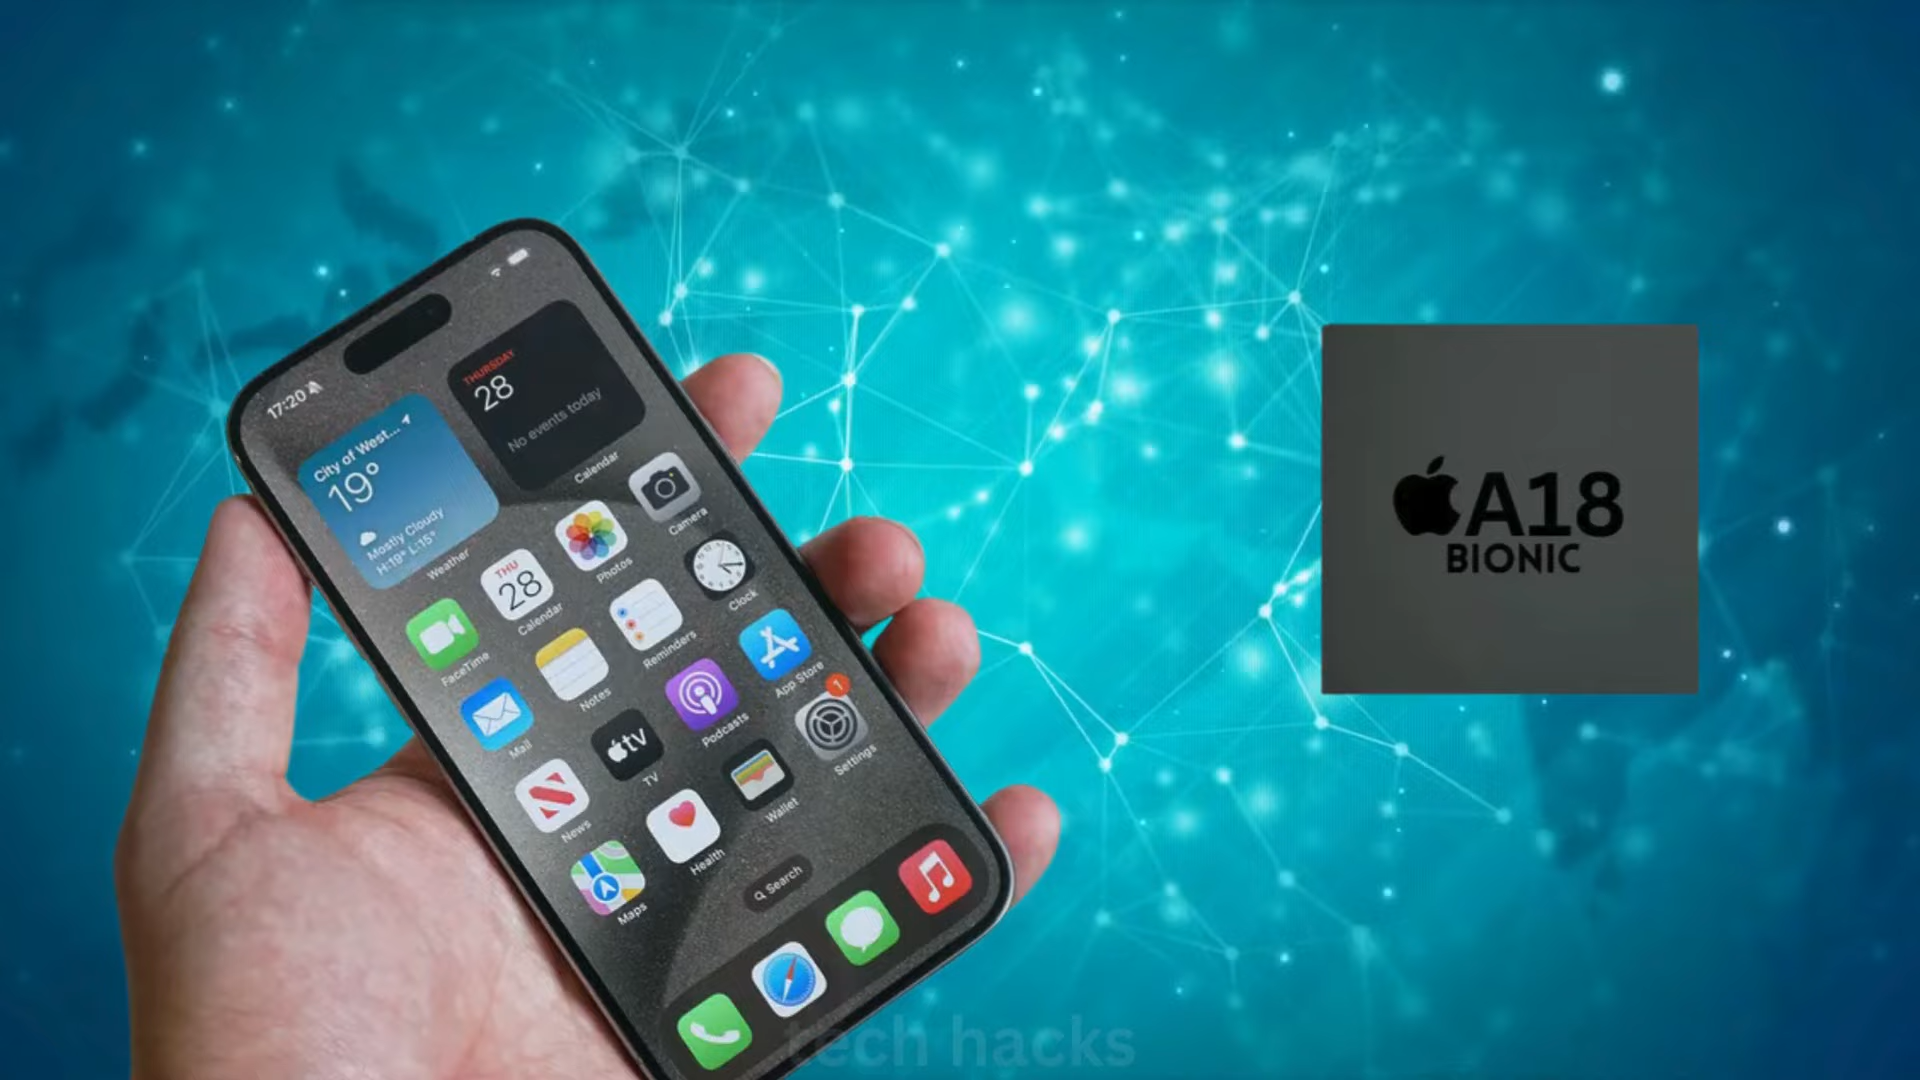 17:20
THURSDAY
28
No events today
Calendar
City of West...
19°
Mostly Cloudy
H:19° L:15°
Weather
FaceTime
THU
28
Calendar
Photos
Camera
Mail
Notes
Reminders
Clock
News
tv
TV
Podcasts
App Store
1
Maps
Health
Wallet
Settings
Search
A18
BIONIC
tech hacks